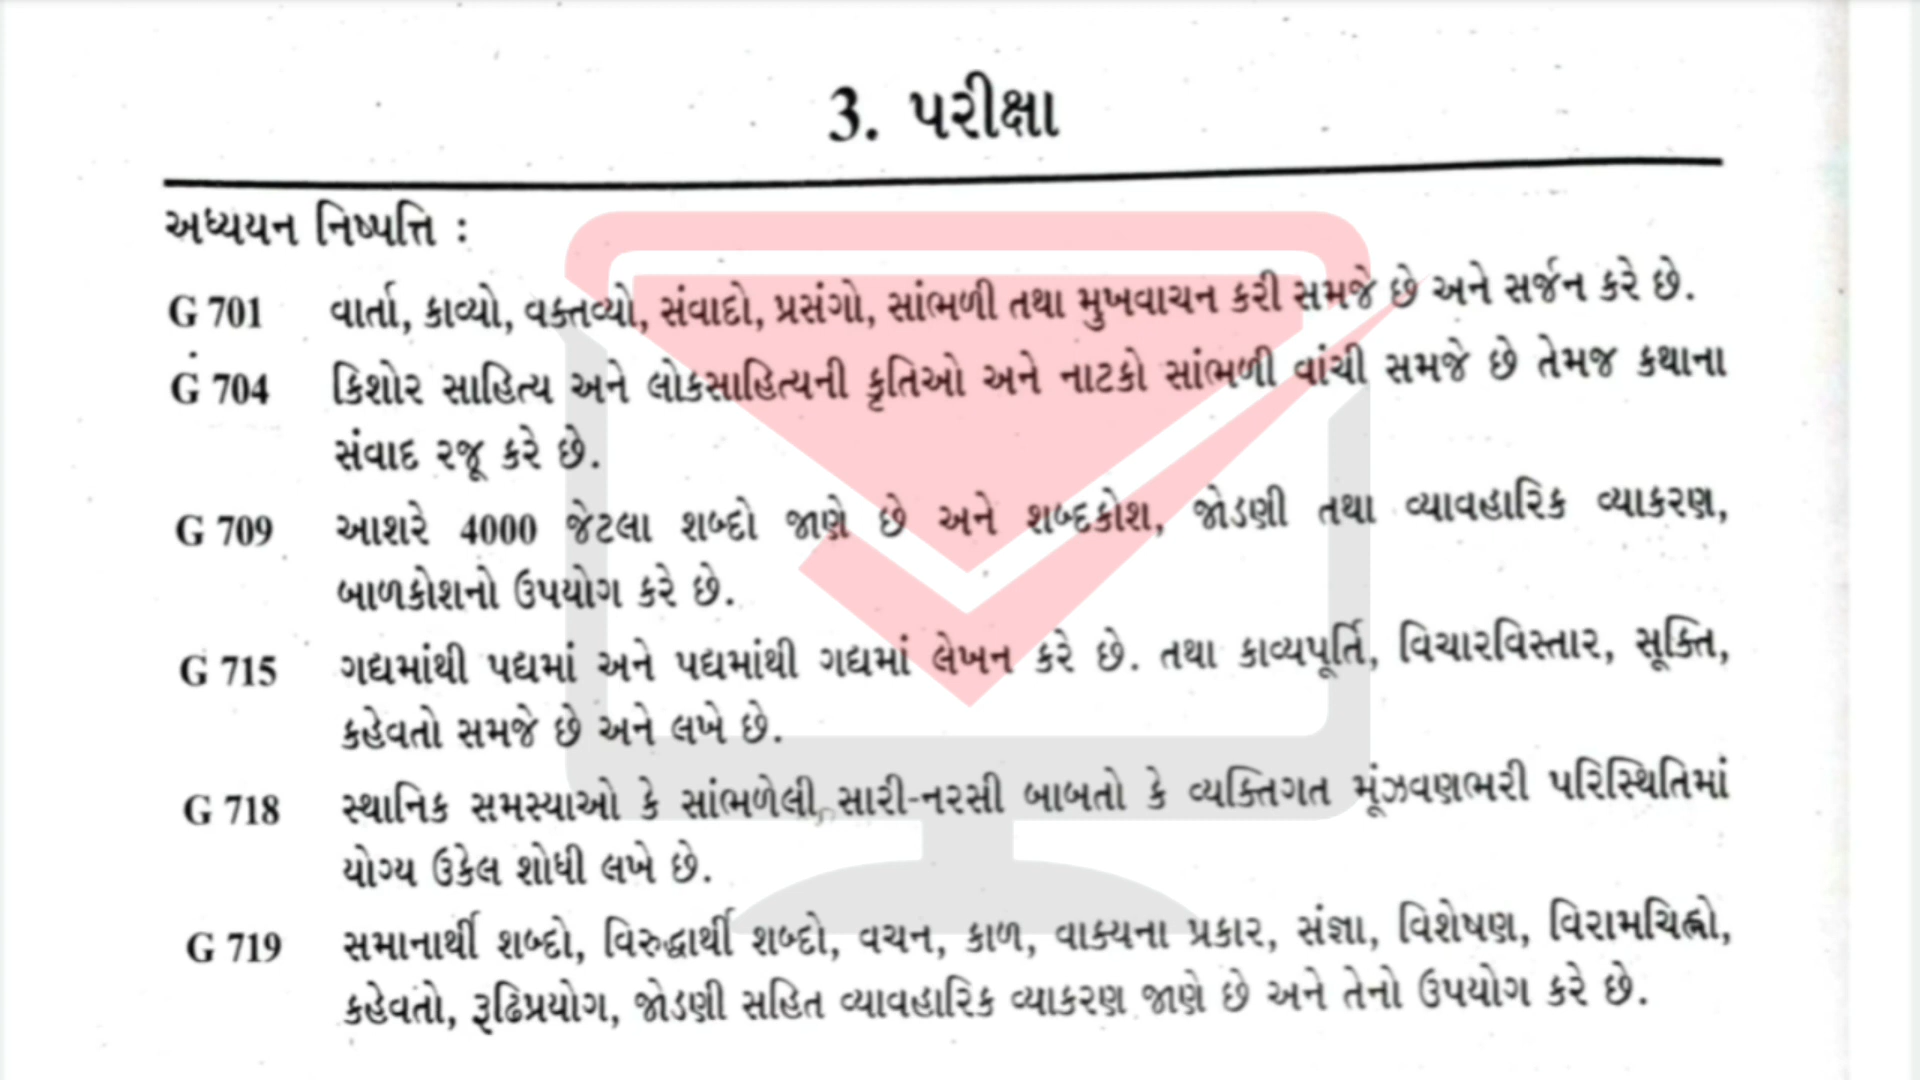 3. પરીક્ષા
અધ્યયન નિષ્પત્તિ :
G 701 વાર્તા, કાવ્યો, વક્તવ્યો, સંવાદો, પ્રસંગો, સાંભળી તથા મુખવાચન કરી સમજે છે અને સર્જન કરે છે.
G 704 કિશોર સાહિત્ય અને લોકસાહિત્યની કૃતિઓ અને નાટકો સાંભળી વાંચી સમજે છે તેમજ કથાના
સંવાદ રજૂ કરે છે.
G 709 આશરે 4000 જેટલા શબ્દો જાણે છે અને શબ્દકોશ, જોડણી તથા વ્યાવહારિક વ્યાકરણ,
બાળકોશનો ઉપયોગ કરે છે.
G 715 ગદ્યમાંથી પદ્યમાં અને પદ્યમાંથી ગદ્યમાં લેખન કરે છે. તથા કાવ્યપૂર્તિ, વિચારવિસ્તાર, સૂક્તિ,
કહેવતો સમજે છે અને લખે છે.
G 718 સ્થાનિક સમસ્યાઓ કે સાંભળેલી સારી-નરસી બાબતો કે વ્યક્તિગત મૂંઝવણભરી પરિસ્થિતિમાં
યોગ્ય ઉકેલ શોધી લખે છે.
G 719 સમાનાર્થી શબ્દો, વિરુદ્ધાર્થી શબ્દો, વચન, કાળ, વાક્યના પ્રકાર, સંજ્ઞા, વિશેષણ, વિરામચિહ્નો,
કહેવતો, રૂઢિપ્રયોગ, જોડણી સહિત વ્યાવહારિક વ્યાકરણ જાણે છે અને તેનો ઉપયોગ કરે છે.